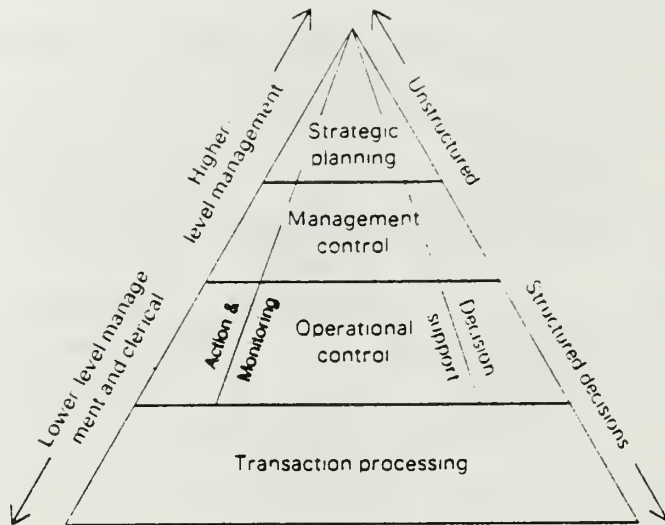 Higher
level management
Unstructured
Strategic
planning
Management
control
Lower level manage
ment and clerical
Action &
Monitoring
Operational
control
Decision
support
Structured decisions
Transaction processing